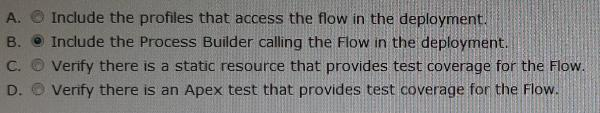 A. Include the profiles that access the flow in the deployment.
B. Include the Process Builder calling the Flow in the deployment.
C. Verify there is a static resource that provides test coverage for the Flow.
D. Verify there is an Apex test that provides test coverage for the Flow.